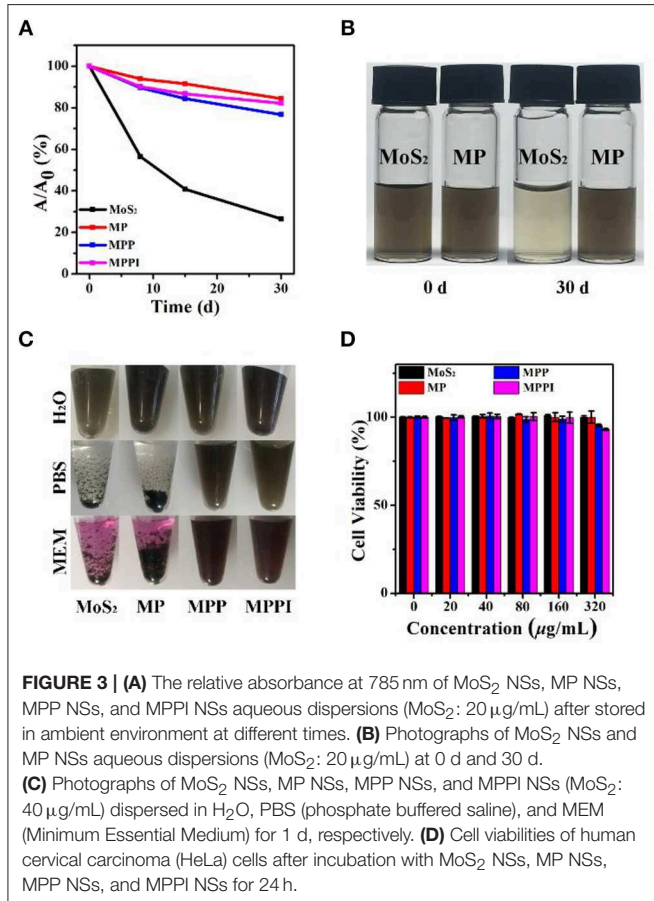 A
A/A₀ (%)
100
80
60
40
20
0
MoS₂
MP
MPP
MPPI
0
10
20
30
Time (d)
B
MoS₂ MP MoS₂ MP
0 d 30 d
C
H₂O
PBS
MEM
MoS₂ MP MPP MPPI
D
Cell Viability (%)
100
50
0
MoS₂ MPP
MP MPPI
0 20 40 80 160 320
Concentration (µg/mL)
FIGURE 3 | (A) The relative absorbance at 785 nm of MoS₂ NSs, MP NSs,
MPP NSs, and MPPI NSs aqueous dispersions (MoS₂: 20 µg/mL) after stored
in ambient environment at different times. (B) Photographs of MoS₂ NSs and
MP NSs aqueous dispersions (MoS₂: 20 µg/mL) at 0 d and 30 d.
(C) Photographs of MoS₂ NSs, MP NSs, MPP NSs, and MPPI NSs (MoS₂:
40 µg/mL) dispersed in H₂O, PBS (phosphate buffered saline), and MEM
(Minimum Essential Medium) for 1 d, respectively. (D) Cell viabilities of human
cervical carcinoma (HeLa) cells after incubation with MoS₂ NSs, MP NSs,
MPP NSs, and MPPI NSs for 24 h.